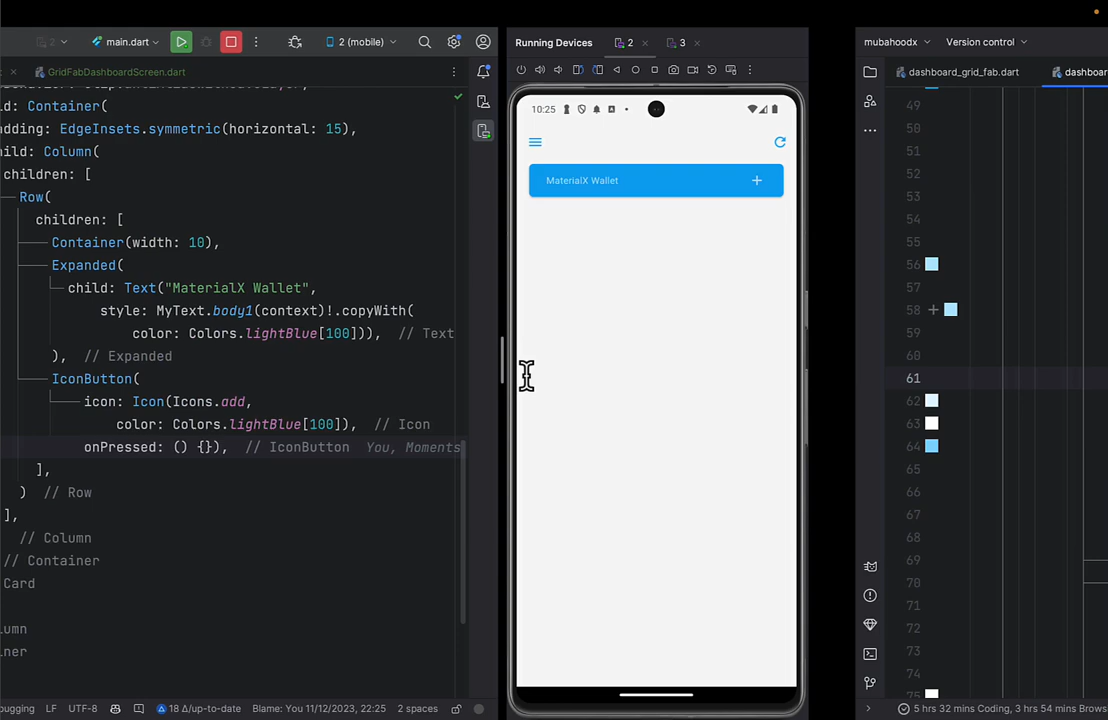 2
main.dart
2 (mobile)
Running Devices
2
3
mubahoodx
Version control
GridFabDashboardScreen.dart
dashboard_grid_fab.dart
dashboar
d: Container(
adding: EdgeInsets.symmetric(horizontal: 15),
hild: Column(
children: [
Row(
children: [
Container(width: 10),
Expanded(
child: Text("MaterialX Wallet",
style: MyText.body1(context)!.copyWith(
color: Colors.lightBlue[100])), // Text
), // Expanded
IconButton(
icon: Icon(Icons.add,
color: Colors.lightBlue[100]), // Icon
onPressed: () {}), // IconButton You, Moments
],
) // Row
],
// Column
// Container
Card
umn
ner
10:25
MaterialX Wallet
49
50
51
52
53
54
55
56
57
58
59
60
61
62
63
64
65
66
67
68
69
70
71
72
73
74
75
ugging LF UTF-8 18 Δ/up-to-date Blame: You 11/12/2023, 22:25 2 spaces
5 hrs 32 mins Coding, 3 hrs 54 mins Brows